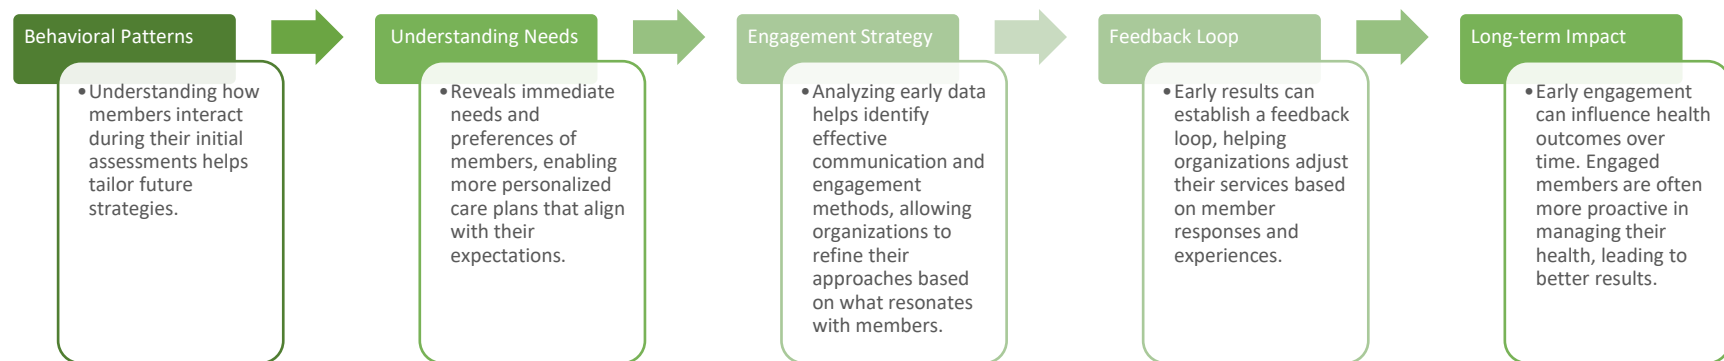 Behavioral Patterns
•Understanding how
members interact
during their initial
assessments helps
tailor future
strategies.
Understanding Needs
•Reveals immediate
needs and
preferences of
members, enabling
more personalized
care plans that align
with their
expectations.
Engagement Strategy
•Analyzing early data
helps identify
effective
communication and
engagement
methods, allowing
organizations to
refine their
approaches based
on what resonates
with members.
Feedback Loop
•Early results can
establish a feedback
loop, helping
organizations adjust
their services based
on member
responses and
experiences.
Long-term Impact
•Early engagement
can influence health
outcomes over
time. Engaged
members are often
more proactive in
managing their
health, leading to
better results.